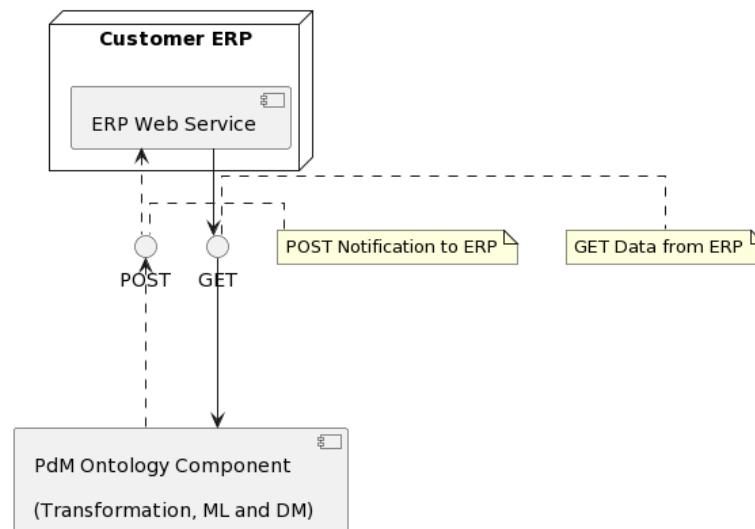 Customer ERP
ERP Web Service
POST Notification to ERP
GET Data from ERP
POST
GET
PdM Ontology Component
(Transformation, ML and DM)